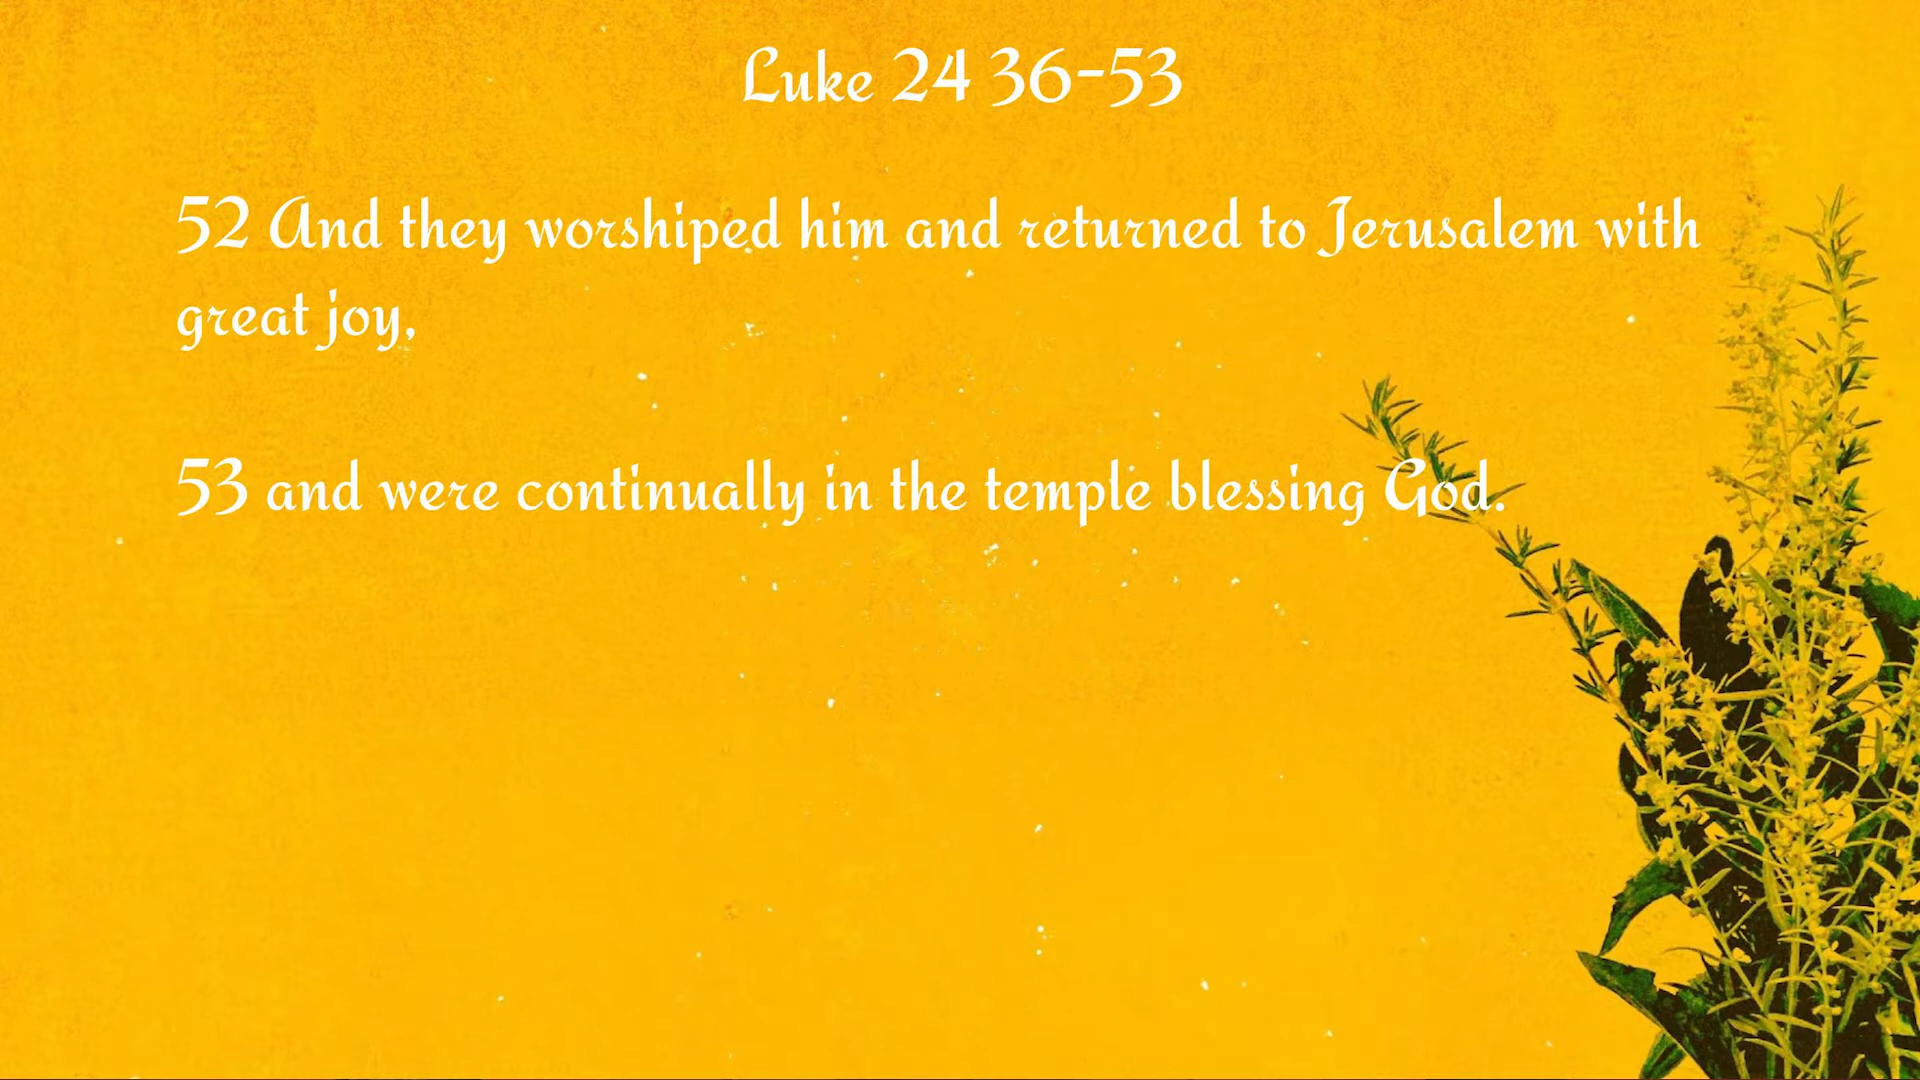 Luke 24 36-53
52 And they worshiped him and returned to Jerusalem with
great joy,
53 and were continually in the temple blessing God.